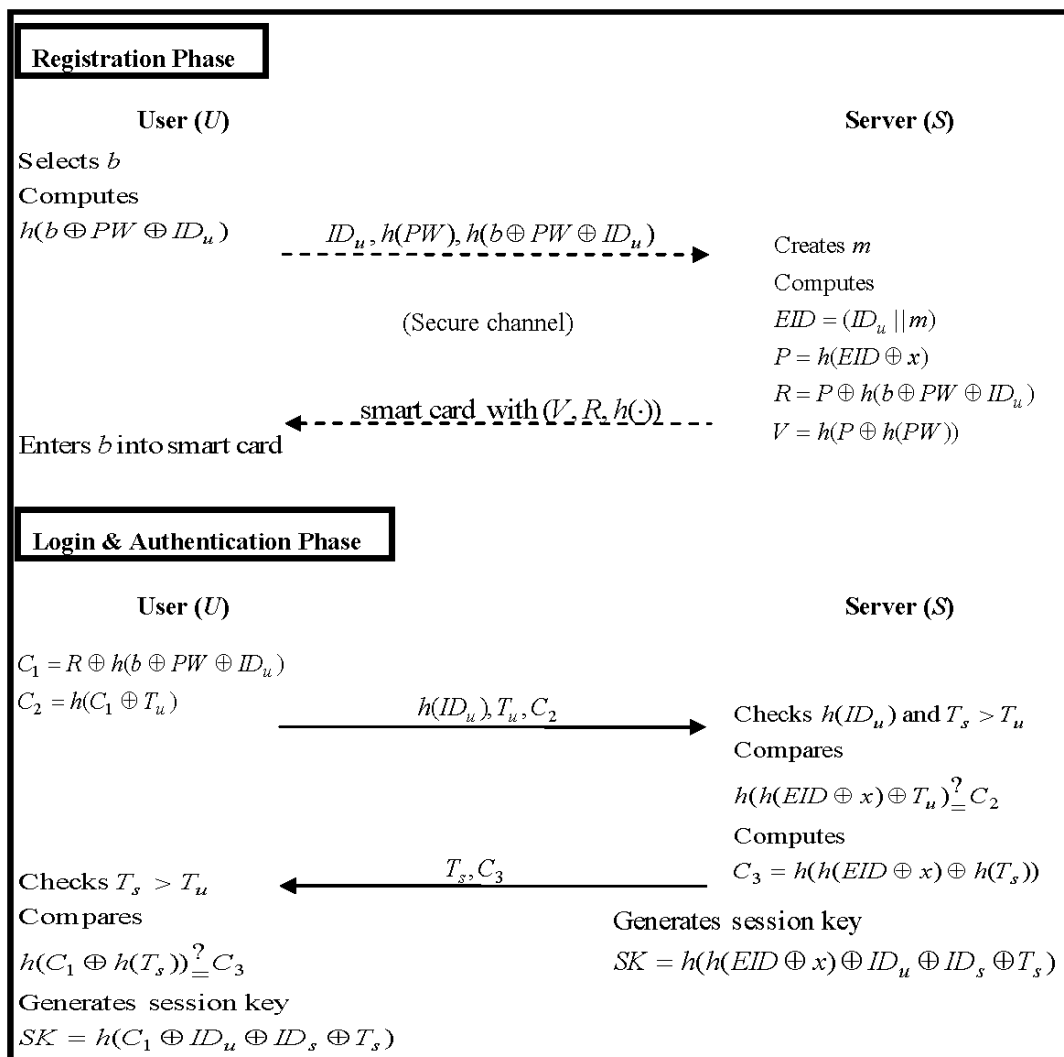 Registration Phase
User (U)
Server (S)
Selects b
Computes
h(b ⊕ PW ⊕ ID_u)
ID_u, h(PW), h(b ⊕ PW ⊕ ID_u)
Creates m
Computes
(Secure channel)
EID = (ID_u || m)
P = h(EID ⊕ x)
R = P ⊕ h(b ⊕ PW ⊕ ID_u)
smart card with (V, R, h(·))
V = h(P ⊕ h(PW))
Enters b into smart card
Login & Authentication Phase
User (U)
Server (S)
C_1 = R ⊕ h(b ⊕ PW ⊕ ID_u)
C_2 = h(C_1 ⊕ T_u)
h(ID_u), T_u, C_2
Checks h(ID_u) and T_s > T_u
Compares
h(h(EID ⊕ x) ⊕ T_u) ?= C_2
Computes
C_3 = h(h(EID ⊕ x) ⊕ h(T_s))
T_s, C_3
Checks T_s > T_u
Compares
h(C_1 ⊕ h(T_s)) ?= C_3
Generates session key
SK = h(C_1 ⊕ ID_u ⊕ ID_s ⊕ T_s)
Generates session key
SK = h(h(EID ⊕ x) ⊕ ID_u ⊕ ID_s ⊕ T_s)